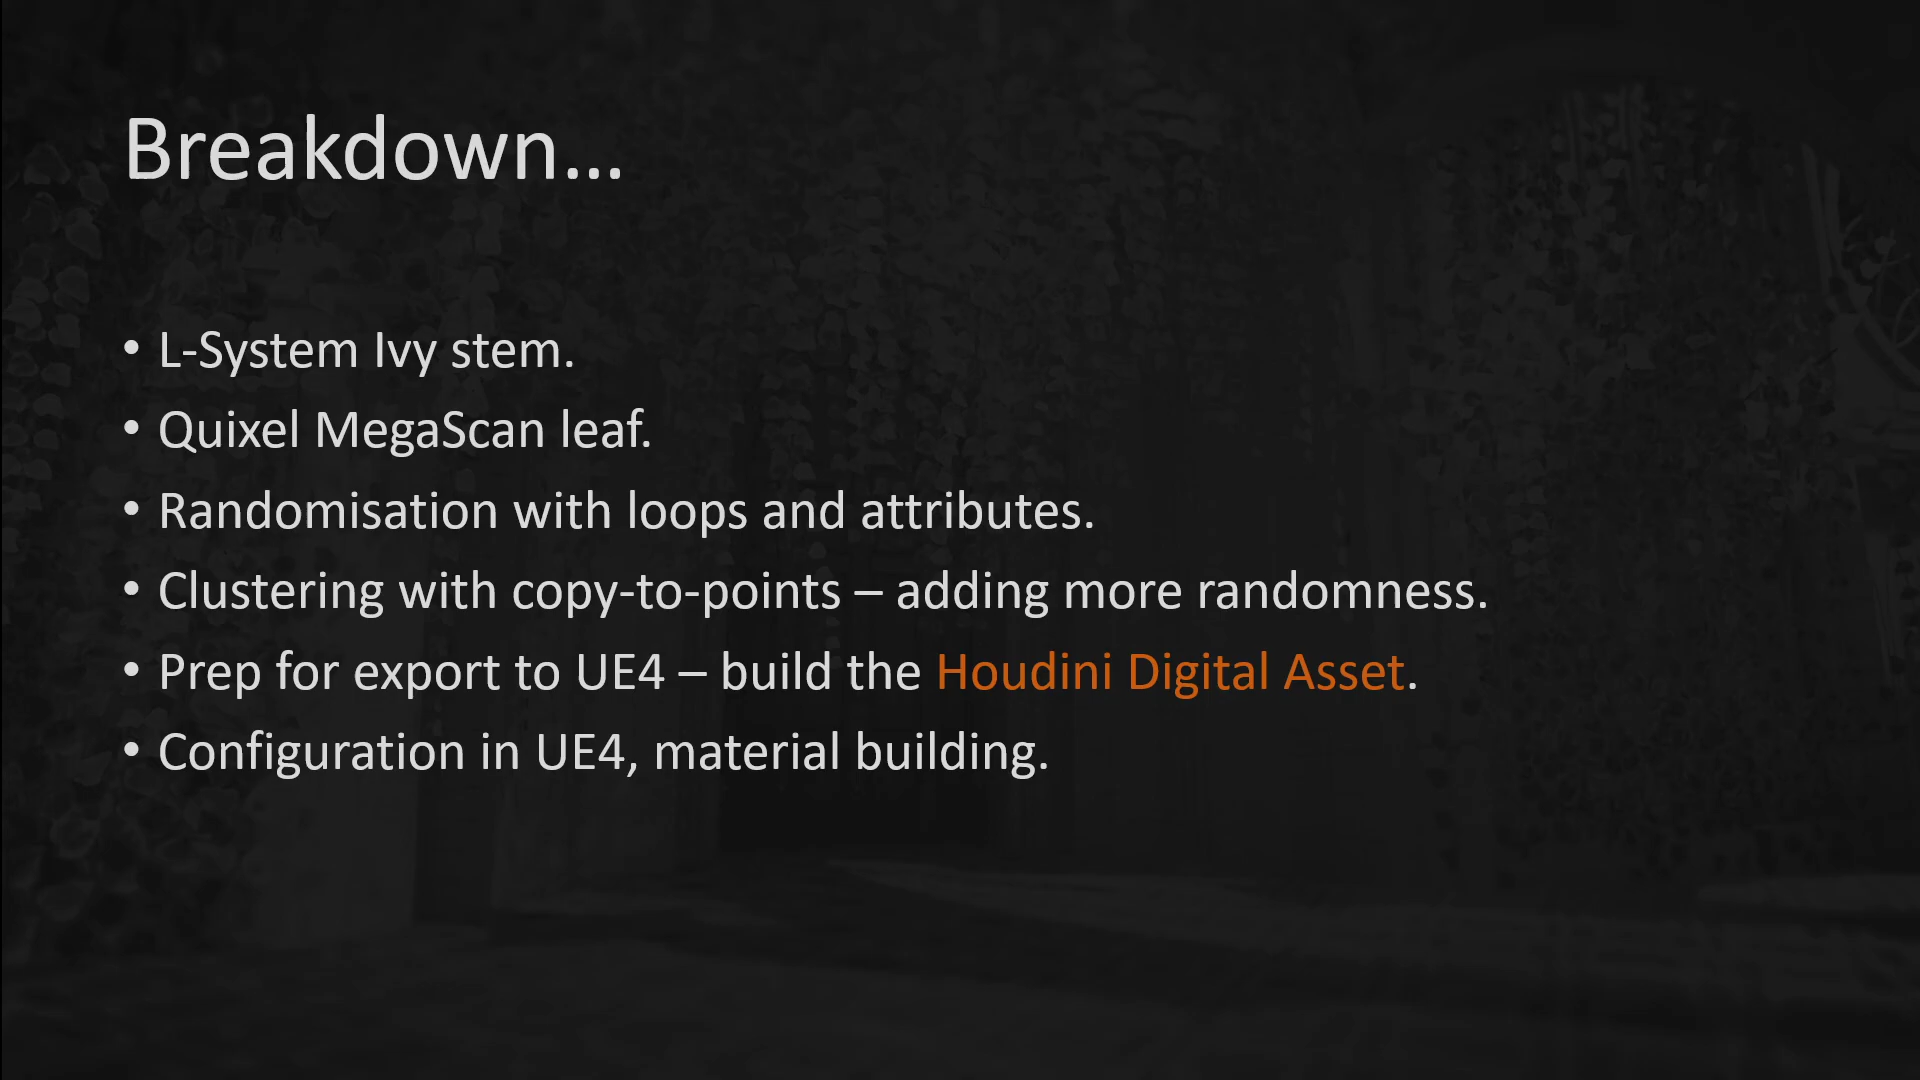 Breakdown…
• L-System Ivy stem.
• Quixel MegaScan leaf.
• Randomisation with loops and attributes.
• Clustering with copy-to-points – adding more randomness.
• Prep for export to UE4 – build the Houdini Digital Asset.
• Configuration in UE4, material building.